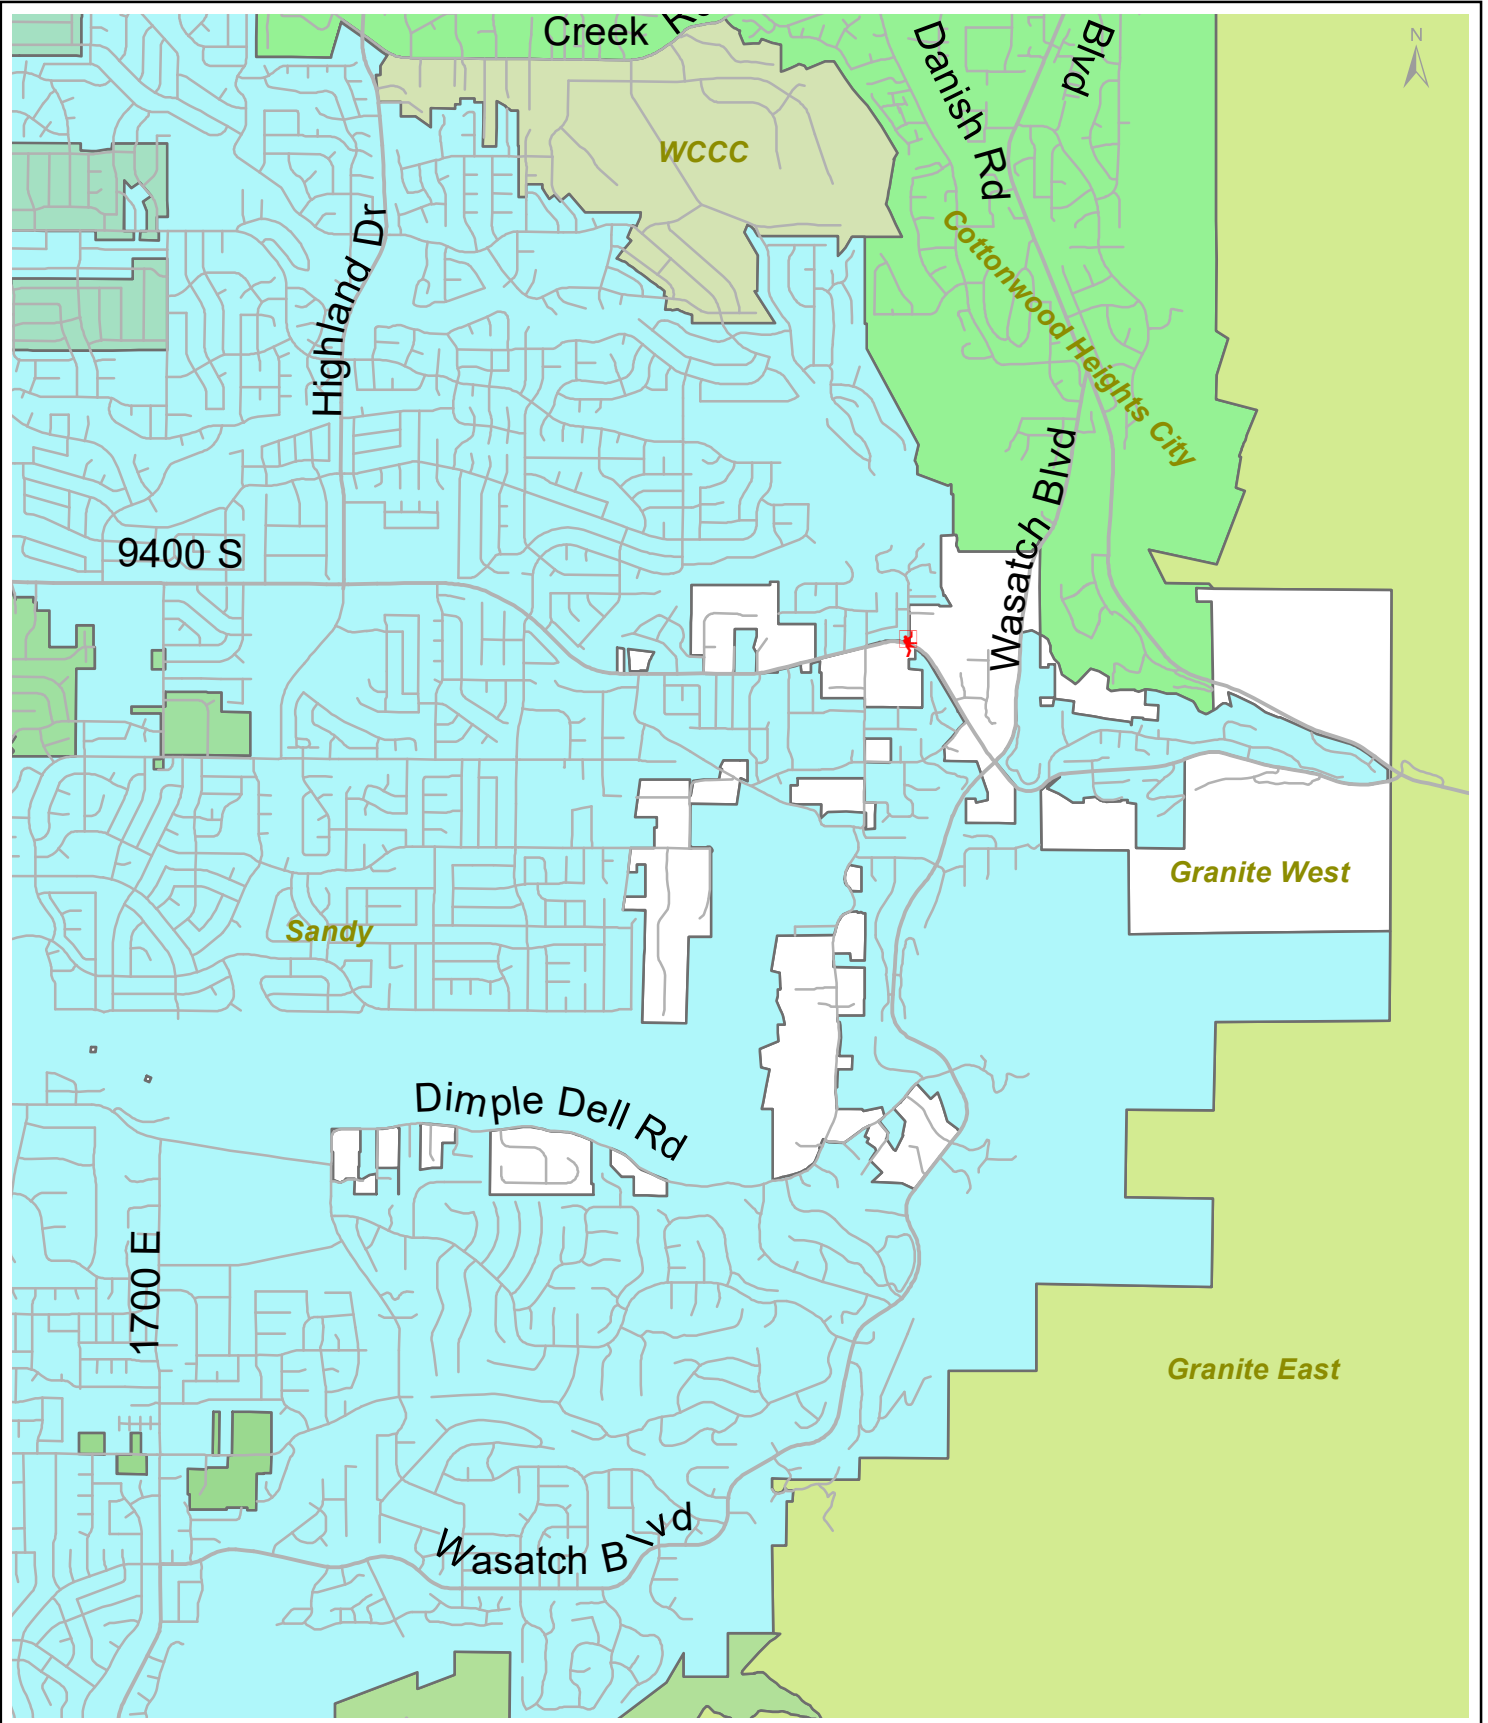 Creek
Danish Rd
Blvd
N
WCCC
Cottonwood Heights City
Highland Dr
Wasatch Blvd
9400 S
Granite West
Sandy
Dimple Dell Rd
1700 E
Granite East
Wasatch Blvd